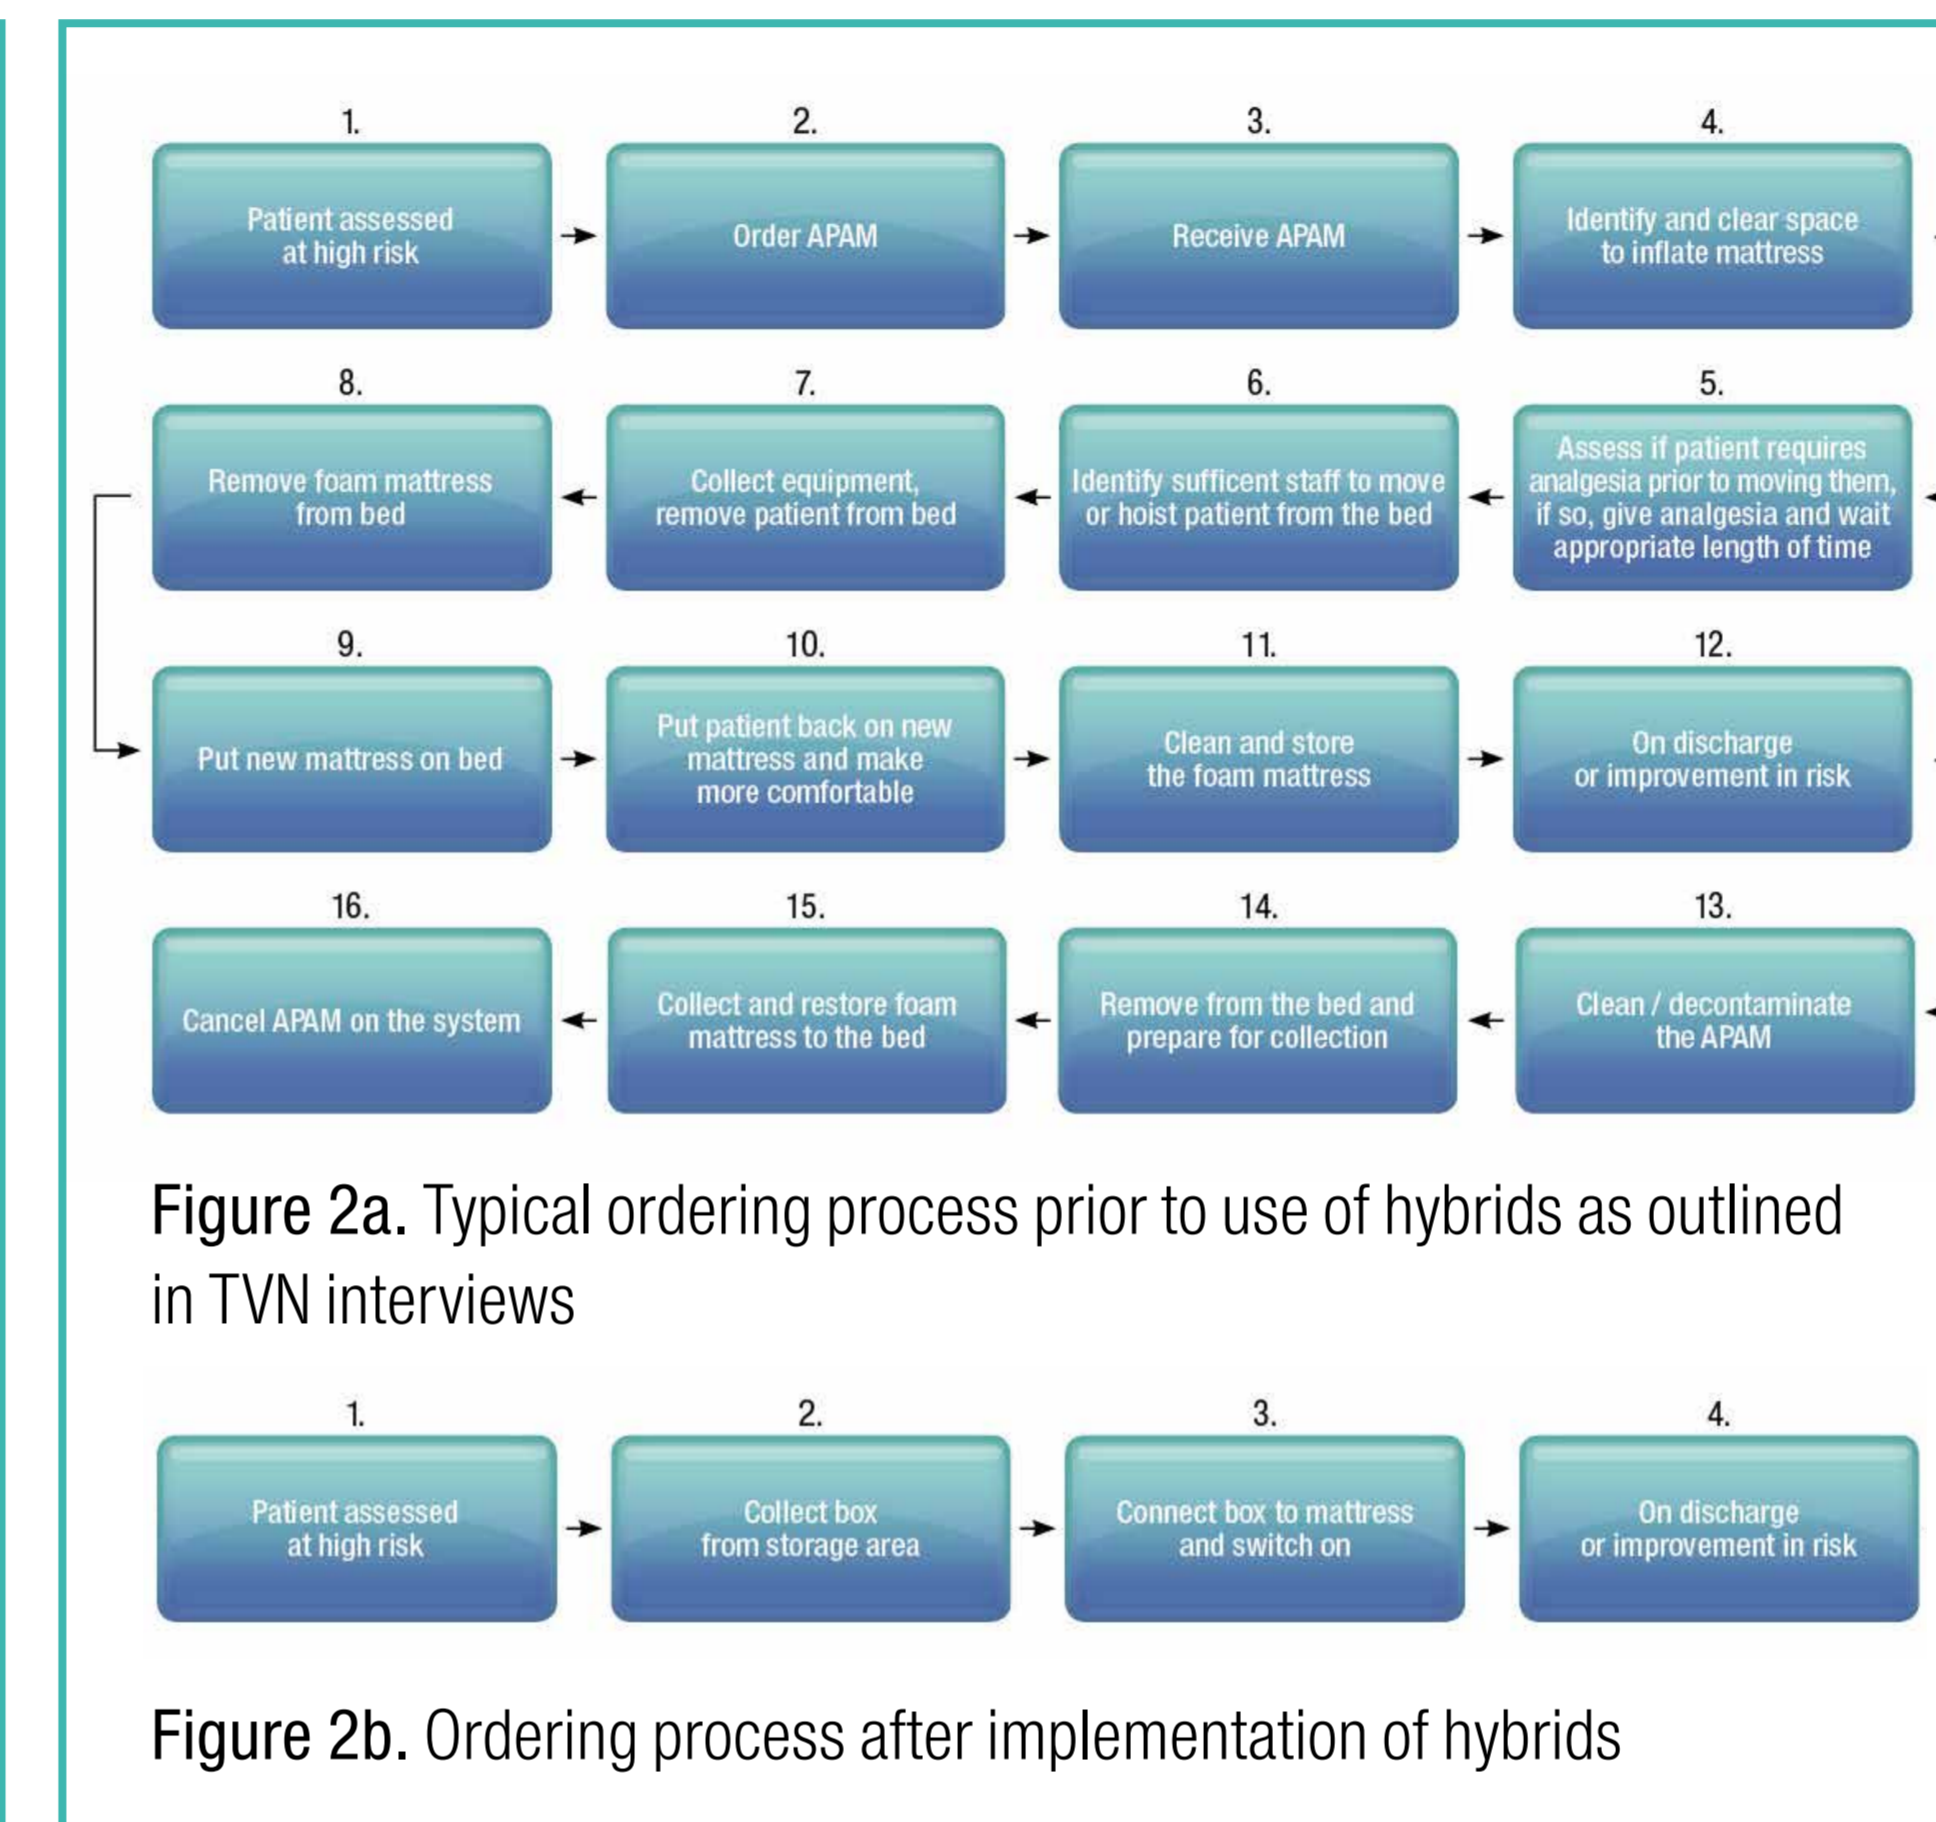 1.
Patient assessed
at high risk
2.
Order APAM
3.
Receive APAM
4.
Identify and clear space
to inflate mattress
5.
Assess if patient requires
analgesia prior to moving them,
if so, give analgesia and wait
appropriate length of time
6.
Identify sufficent staff to move
or hoist patient from the bed
7.
Collect equipment,
remove patient from bed
8.
Remove foam mattress
from bed
9.
Put new mattress on bed
10.
Put patient back on new
mattress and make
more comfortable
11.
Clean and store
the foam mattress
12.
On discharge
or improvement in risk
13.
Clean / decontaminate
the APAM
14.
Remove from the bed and
prepare for collection
15.
Collect and restore foam
mattress to the bed
16.
Cancel APAM on the system
Figure 2a. Typical ordering process prior to use of hybrids as outlined
in TVN interviews
1.
Patient assessed
at high risk
2.
Collect box
from storage area
3.
Connect box to mattress
and switch on
4.
On discharge
or improvement in risk
Figure 2b. Ordering process after implementation of hybrids